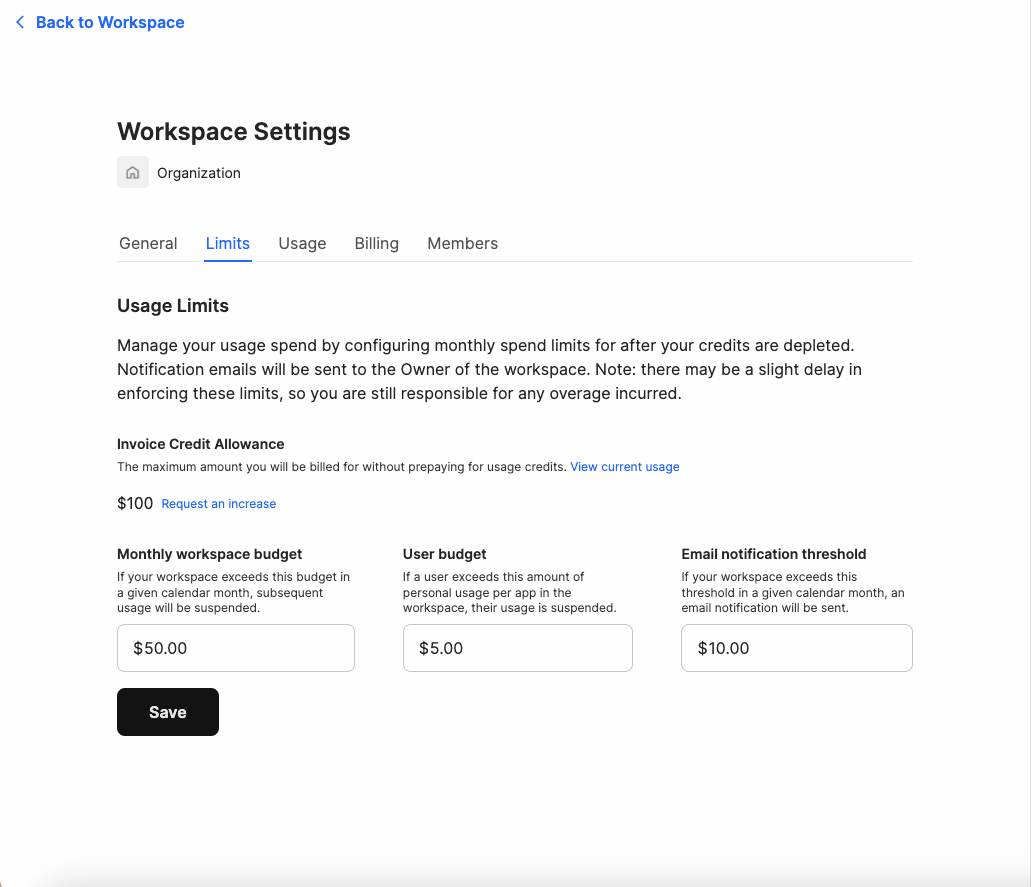 Back to Workspace
Workspace Settings
Organization
General Limits Usage Billing Members
Usage Limits
Manage your usage spend by configuring monthly spend limits for after your credits are depleted.
Notification emails will be sent to the Owner of the workspace. Note: there may be a slight delay in
enforcing these limits, so you are still responsible for any overage incurred.
Invoice Credit Allowance
The maximum amount you will be billed for without prepaying for usage credits. View current usage
$100 Request an increase
Monthly workspace budget
If your workspace exceeds this budget in
a given calendar month, subsequent
usage will be suspended.
$50.00
User budget
If a user exceeds this amount of
personal usage per app in the
workspace, their usage is suspended.
$5.00
Email notification threshold
If your workspace exceeds this
threshold in a given calendar month, an
email notification will be sent.
$10.00
Save